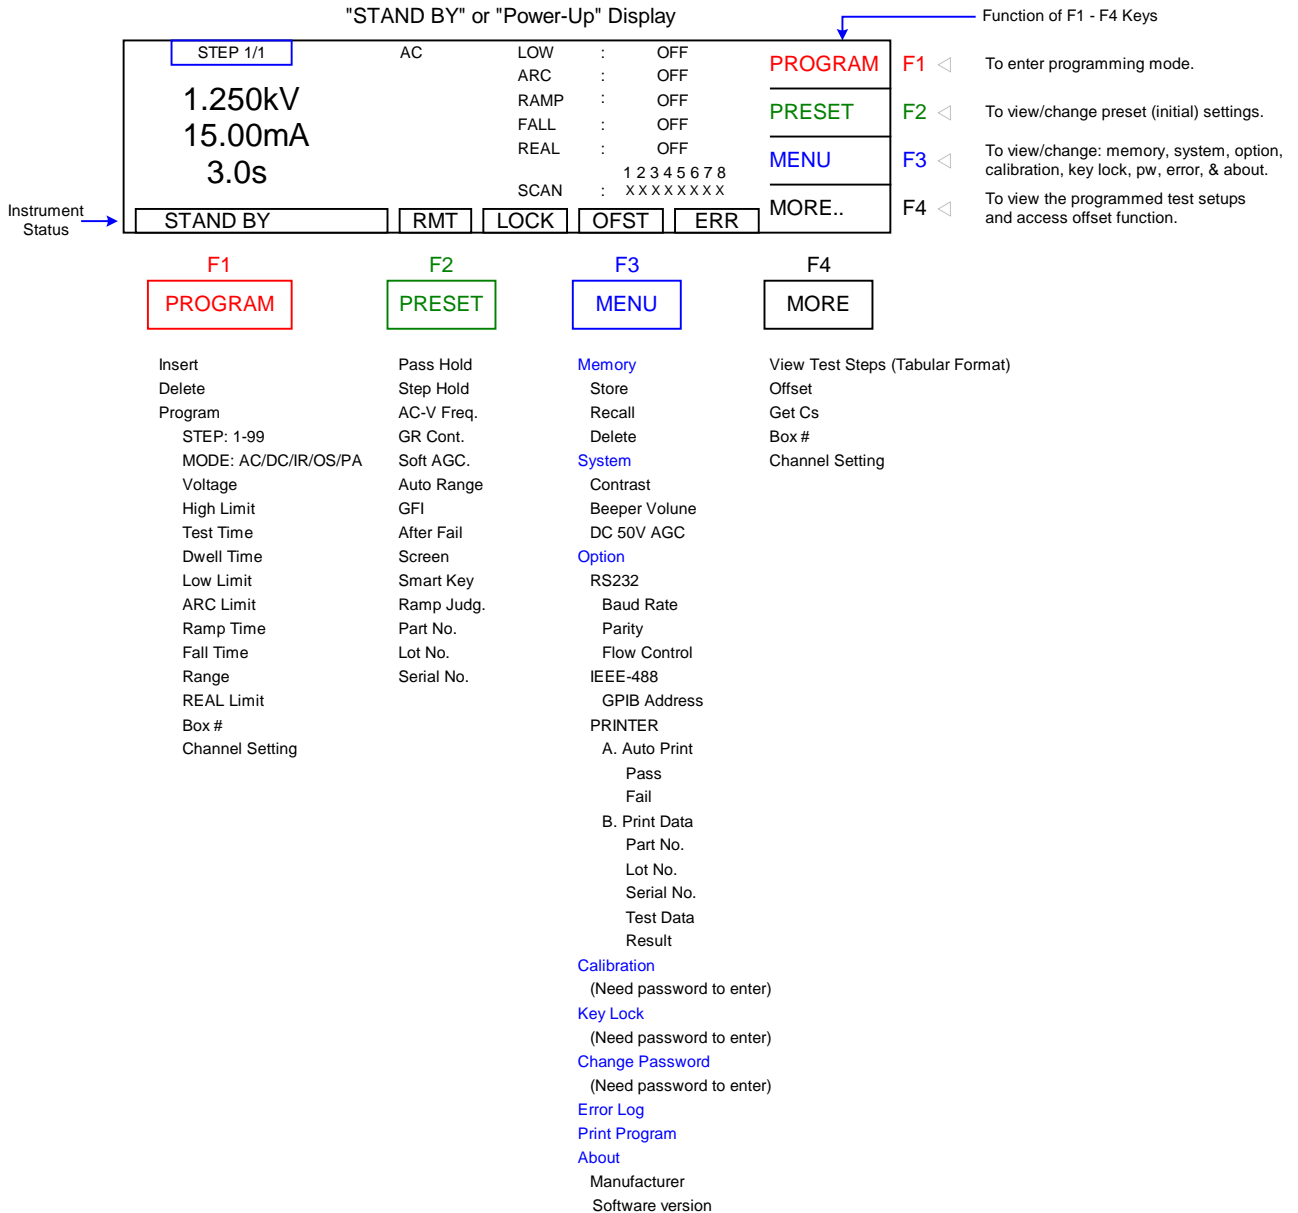 "STAND BY" or "Power-Up" Display
Function of F1 - F4 Keys
STEP 1/1
AC
LOW : OFF
ARC : OFF
RAMP : OFF
FALL : OFF
REAL : OFF
1 2 3 4 5 6 7 8
SCAN : X X X X X X X X
1.250kV
15.00mA
3.0s
PROGRAM F1 To enter programming mode.
PRESET F2 To view/change preset (initial) settings.
MENU F3 To view/change: memory, system, option,
calibration, key lock, pw, error, & about.
MORE.. F4 To view the programmed test setups
and access offset function.
Instrument
Status
STAND BY RMT LOCK OFST ERR
F1
PROGRAM
Insert
Delete
Program
STEP: 1-99
MODE: AC/DC/IR/OS/PA
Voltage
High Limit
Test Time
Dwell Time
Low Limit
ARC Limit
Ramp Time
Fall Time
Range
REAL Limit
Box #
Channel Setting
F2
PRESET
Pass Hold
Step Hold
AC-V Freq.
GR Cont.
Soft AGC.
Auto Range
GFI
After Fail
Screen
Smart Key
Ramp Judg.
Part No.
Lot No.
Serial No.
F3
MENU
Memory
Store
Recall
Delete
System
Contrast
Beeper Volune
DC 50V AGC
Option
RS232
Baud Rate
Parity
Flow Control
IEEE-488
GPIB Address
PRINTER
A. Auto Print
Pass
Fail
B. Print Data
Part No.
Lot No.
Serial No.
Test Data
Result
Calibration
(Need password to enter)
Key Lock
(Need password to enter)
Change Password
(Need password to enter)
Error Log
Print Program
About
Manufacturer
Software version
F4
MORE
View Test Steps (Tabular Format)
Offset
Get Cs
Box #
Channel Setting